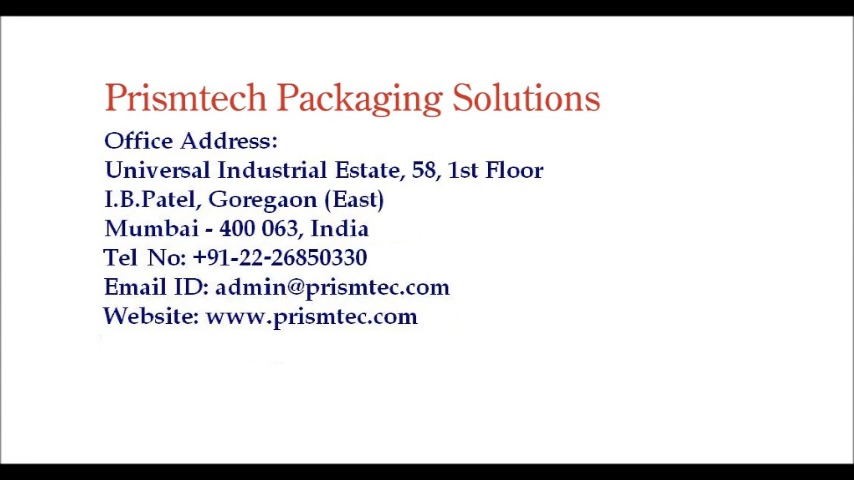 Prismtech Packaging Solutions
Office Address:
Universal Industrial Estate, 58, 1st Floor
I.B.Patel, Goregaon (East)
Mumbai - 400 063, India
Tel No: +91-22-26850330
Email ID: admin@prismtec.com
Website: www.prismtec.com